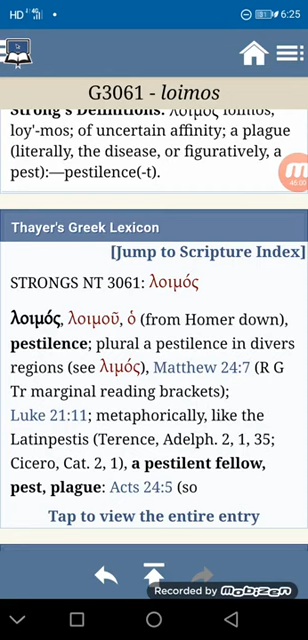 HD 4G 6:25
G3061 - loimos
Strong's Definitions: λοιμός loimós,
loy'-mos; of uncertain affinity; a plague
(literally, the disease, or figuratively, a
pest):—pestilence(-t).
45:00
Thayer's Greek Lexicon
[Jump to Scripture Index]
STRONGS NT 3061: λοιμός
λοιμός, λοιμοῦ, ὁ (from Homer down),
pestilence; plural a pestilence in divers
regions (see λιμός), Matthew 24:7 (R G
Tr marginal reading brackets);
Luke 21:11; metaphorically, like the
Latinpestis (Terence, Adelph. 2, 1, 35;
Cicero, Cat. 2, 1), a pestilent fellow,
pest, plague: Acts 24:5 (so
Tap to view the entire entry
Recorded by mobizen